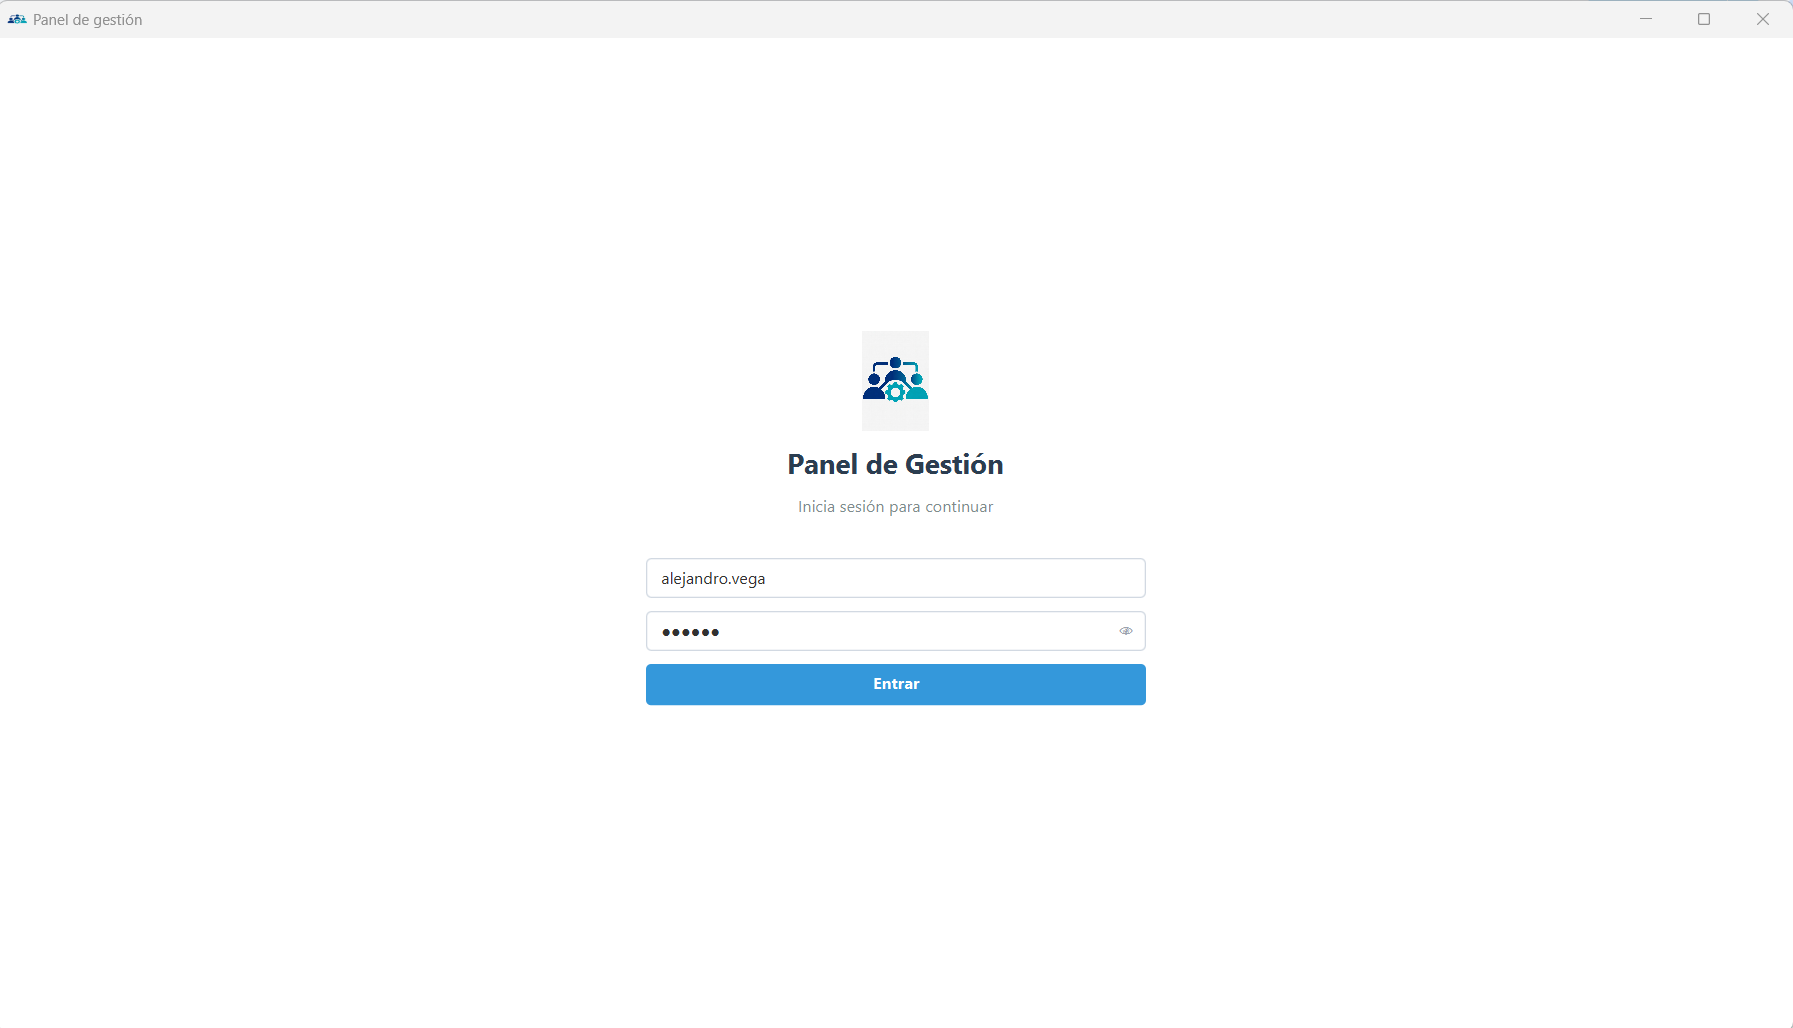 Panel de gestión
Panel de Gestión
Inicia sesión para continuar
alejandro.vega
●●●●●●
Entrar